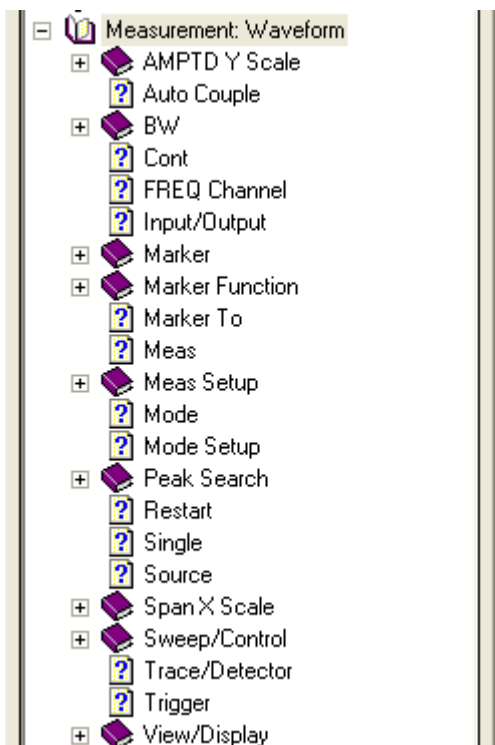 Measurement: Waveform
AMPTD Y Scale
Auto Couple
BW
Cont
FREQ Channel
Input/Output
Marker
Marker Function
Marker To
Meas
Meas Setup
Mode
Mode Setup
Peak Search
Restart
Single
Source
Span X Scale
Sweep/Control
Trace/Detector
Trigger
View/Display